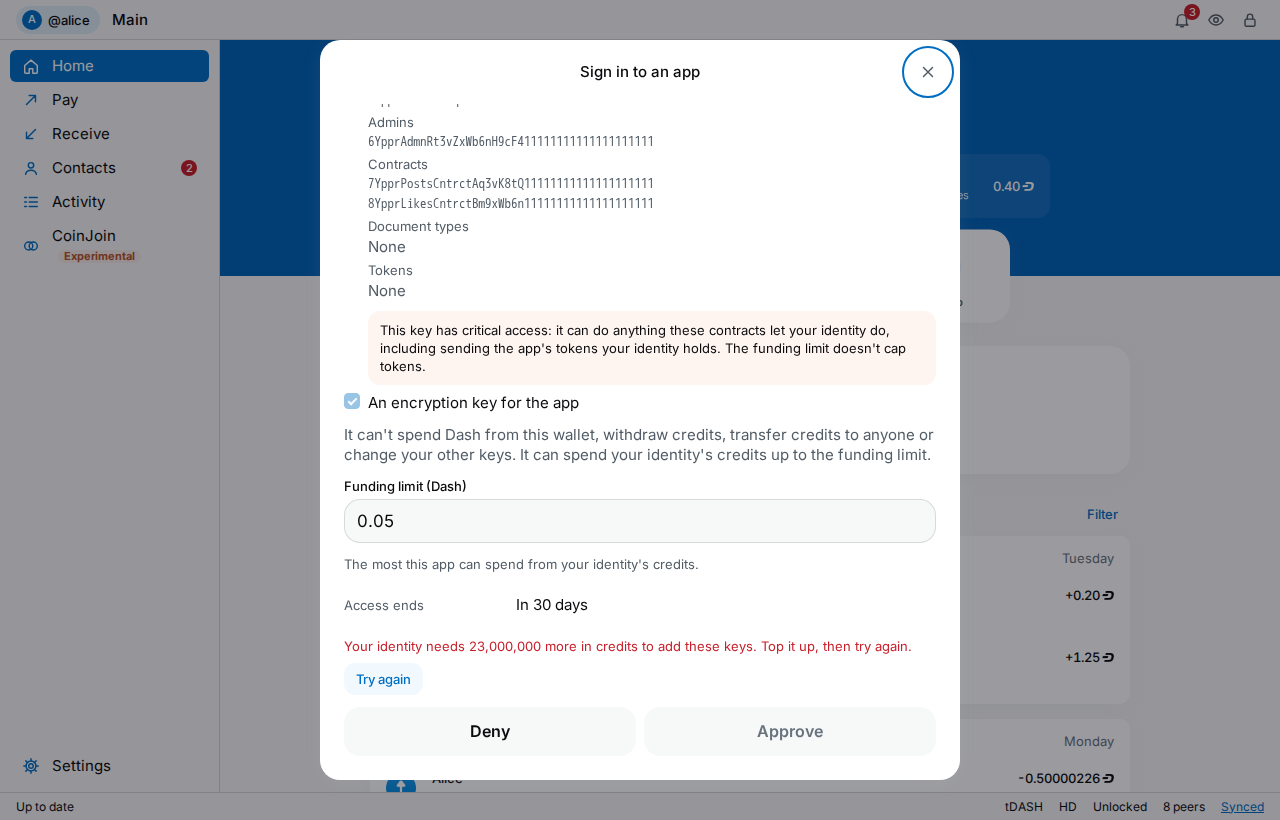 A @alice Main
3
Home
Pay
Receive
Contacts 2
Activity
CoinJoin
Experimental
Settings
Sign in to an app
Admins
Contracts
Document types
None
Tokens
None
This key has critical access: it can do anything these contracts let your identity do,
including sending the app's tokens your identity holds. The funding limit doesn't cap
tokens.
An encryption key for the app
It can't spend Dash from this wallet, withdraw credits, transfer credits to anyone or
change your other keys. It can spend your identity's credits up to the funding limit.
Funding limit (Dash)
0.05
The most this app can spend from your identity's credits.
Access ends In 30 days
Your identity needs 23,000,000 more in credits to add these keys. Top it up, then try again.
Try again
Deny Approve
0.40
Filter
Tuesday
+0.20
+1.25
Monday
-0.50000226
Up to date tDASH HD Unlocked 8 peers Synced